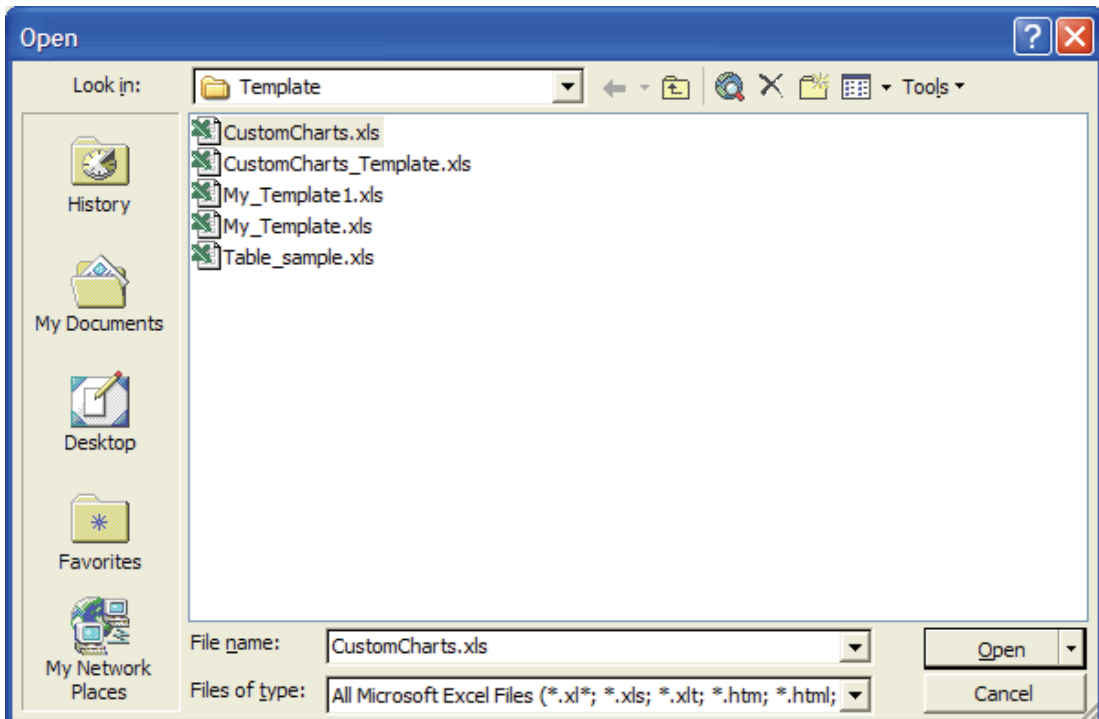 Open
Look in:
Template
Tools
CustomCharts.xls
CustomCharts_Template.xls
My_Template1.xls
My_Template.xls
Table_sample.xls
History
My Documents
Desktop
Favorites
My Network
Places
File name:
CustomCharts.xls
Open
Files of type:
All Microsoft Excel Files (*.xl*; *.xls; *.xlt; *.htm; *.html;
Cancel